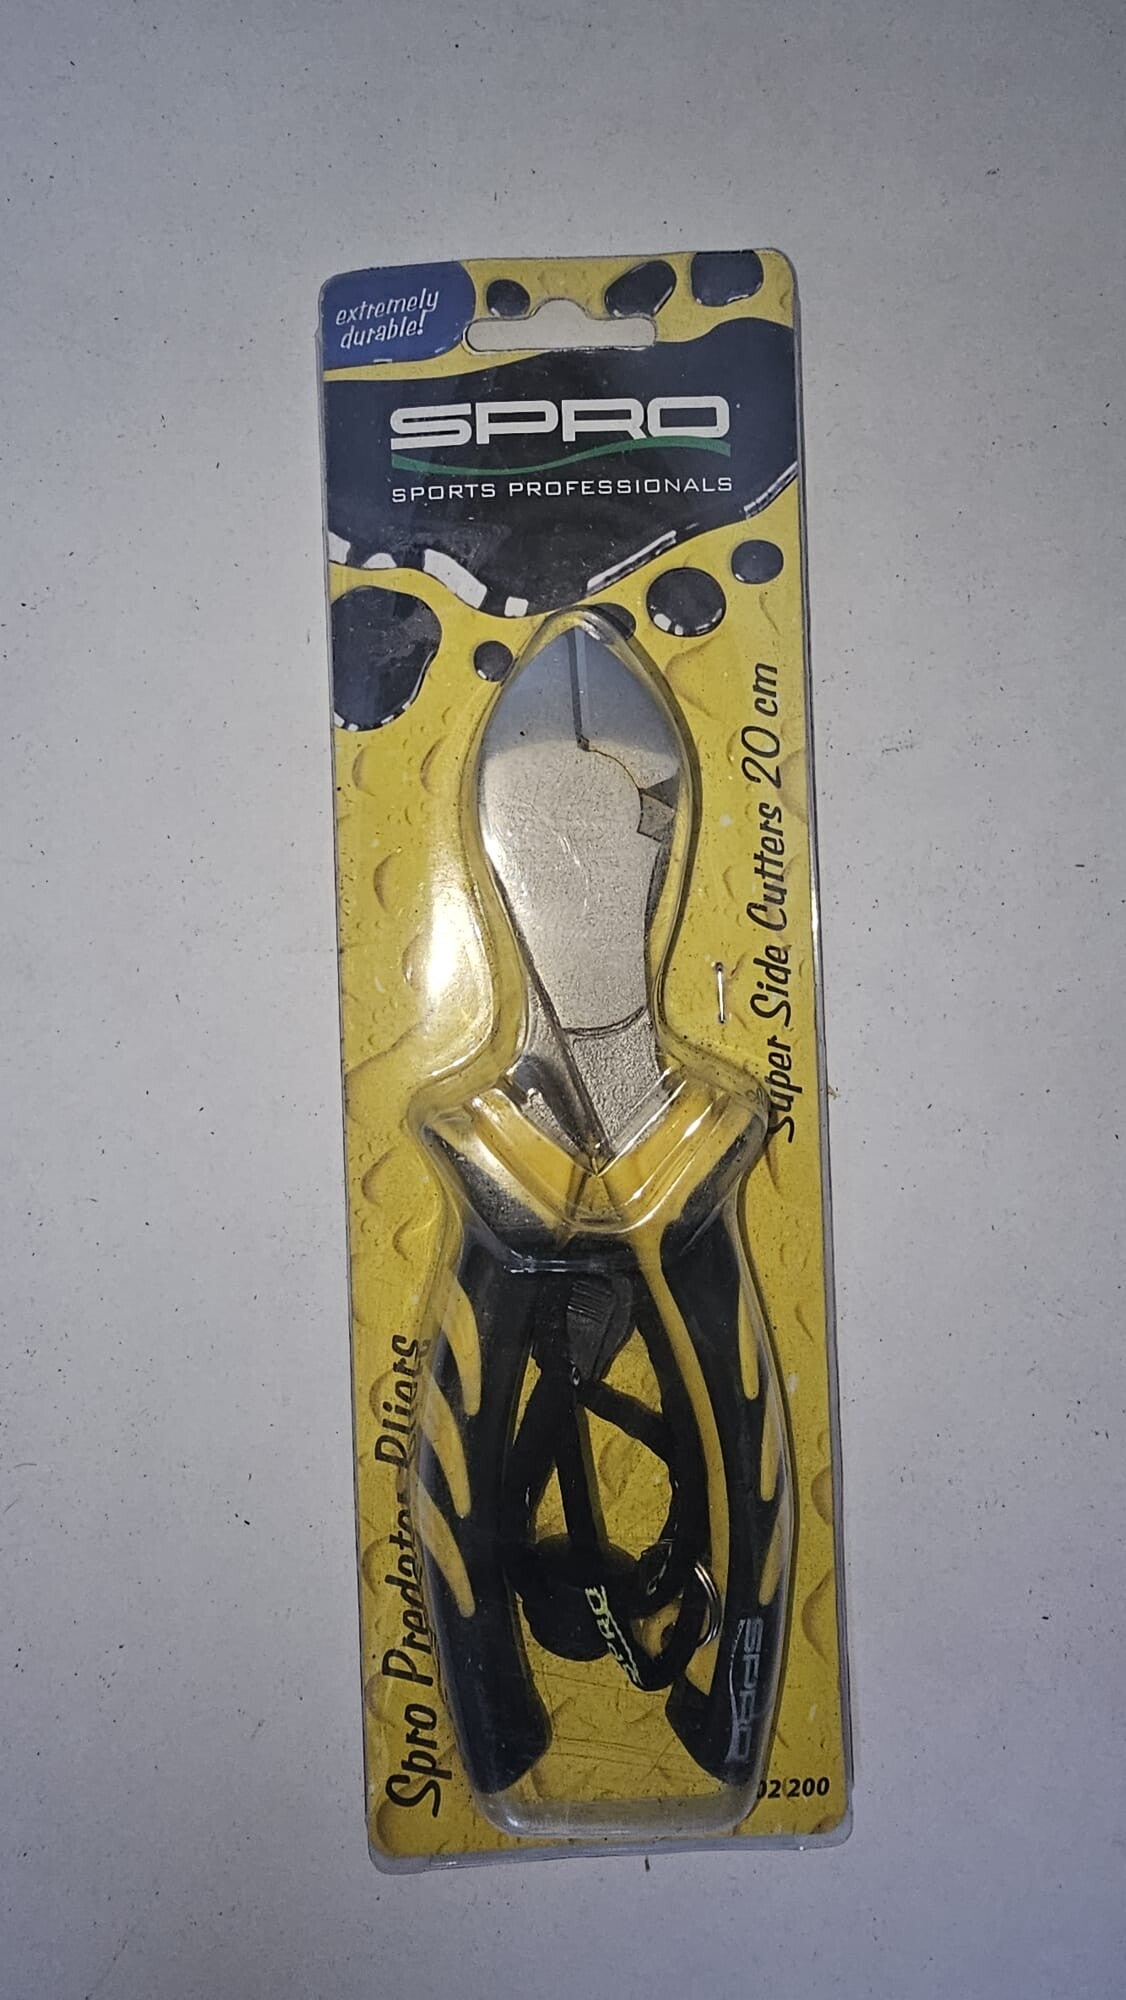 extremely
durable!
SPRO
SPORTS PROFESSIONALS
Super Side Cutters 20 cm
Spro Predator Pliers
SPRO
SPRO
02 200